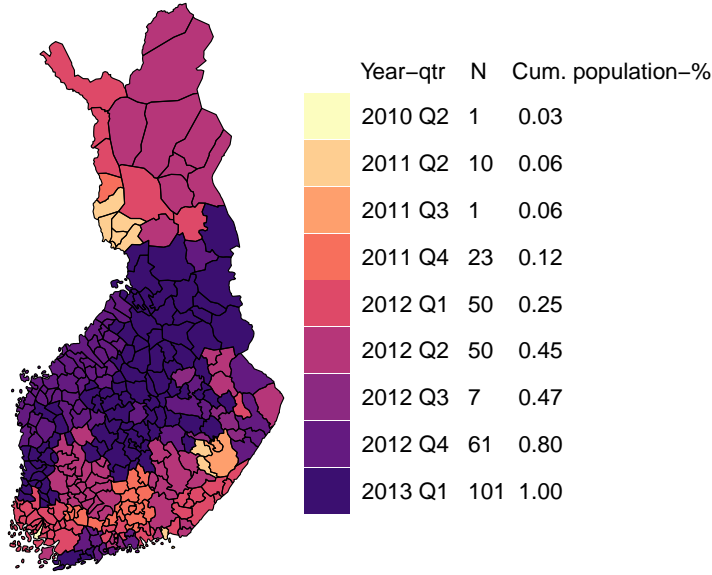 Year−qtr N Cum. population−%
2010 Q2 1 0.03
2011 Q2 10 0.06
2011 Q3 1 0.06
2011 Q4 23 0.12
2012 Q1 50 0.25
2012 Q2 50 0.45
2012 Q3 7 0.47
2012 Q4 61 0.80
2013 Q1 101 1.00